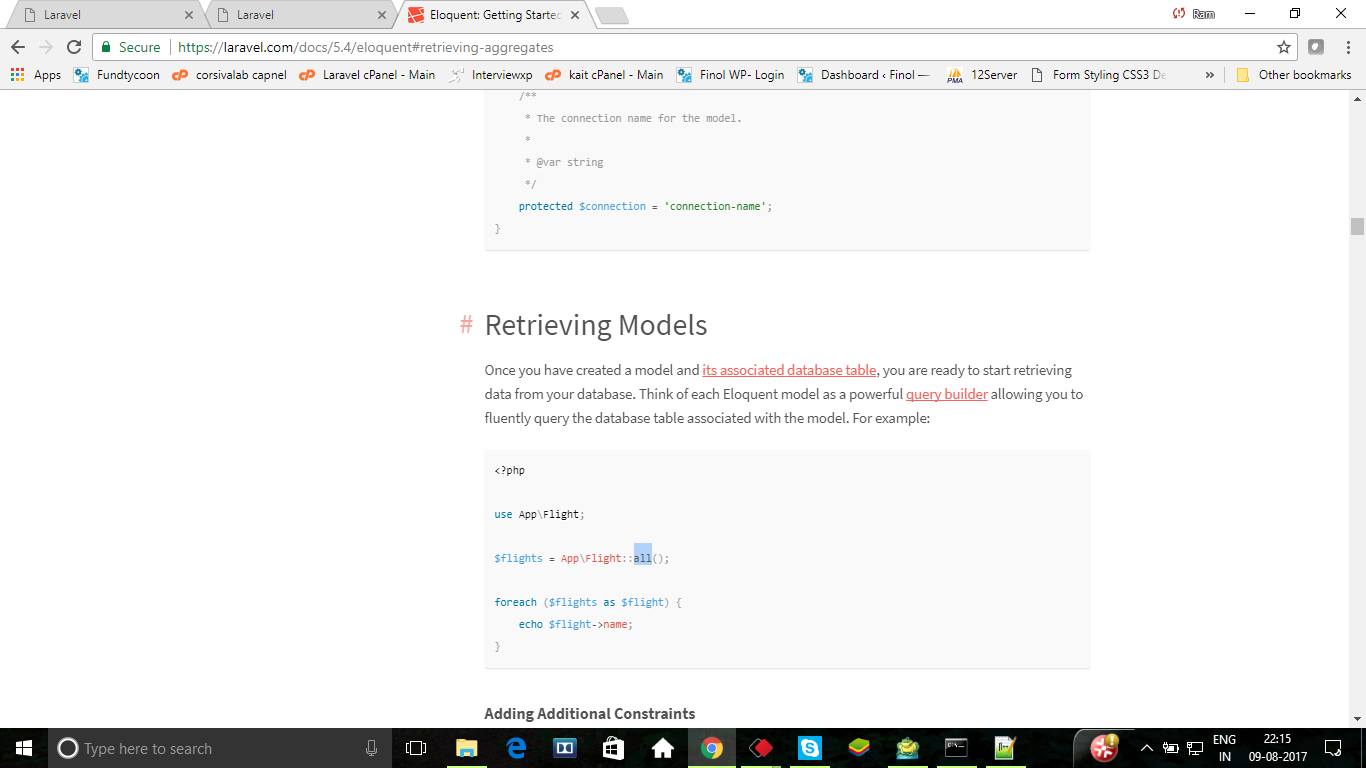 Laravel
Laravel
Eloquent: Getting Started
Ram
Secure
https://laravel.com/docs/5.4/eloquent#retrieving-aggregates
Apps
Fundtycoon
corsivalab capnel
Laravel cPanel - Main
Interviewxp
kait cPanel - Main
Finol WP- Login
Dashboard ‹ Finol —
12Server
Form Styling CSS3 De
»
Other bookmarks
/**
* The connection name for the model.
*
* @var string
*/
protected $connection = 'connection-name';
}
# Retrieving Models
Once you have created a model and its associated database table, you are ready to start retrieving
data from your database. Think of each Eloquent model as a powerful query builder allowing you to
fluently query the database table associated with the model. For example:
<?php
use App\Flight;
$flights = App\Flight::all();
foreach ($flights as $flight) {
echo $flight->name;
}
Adding Additional Constraints
Type here to search
ENG
IN
22:15
09-08-2017